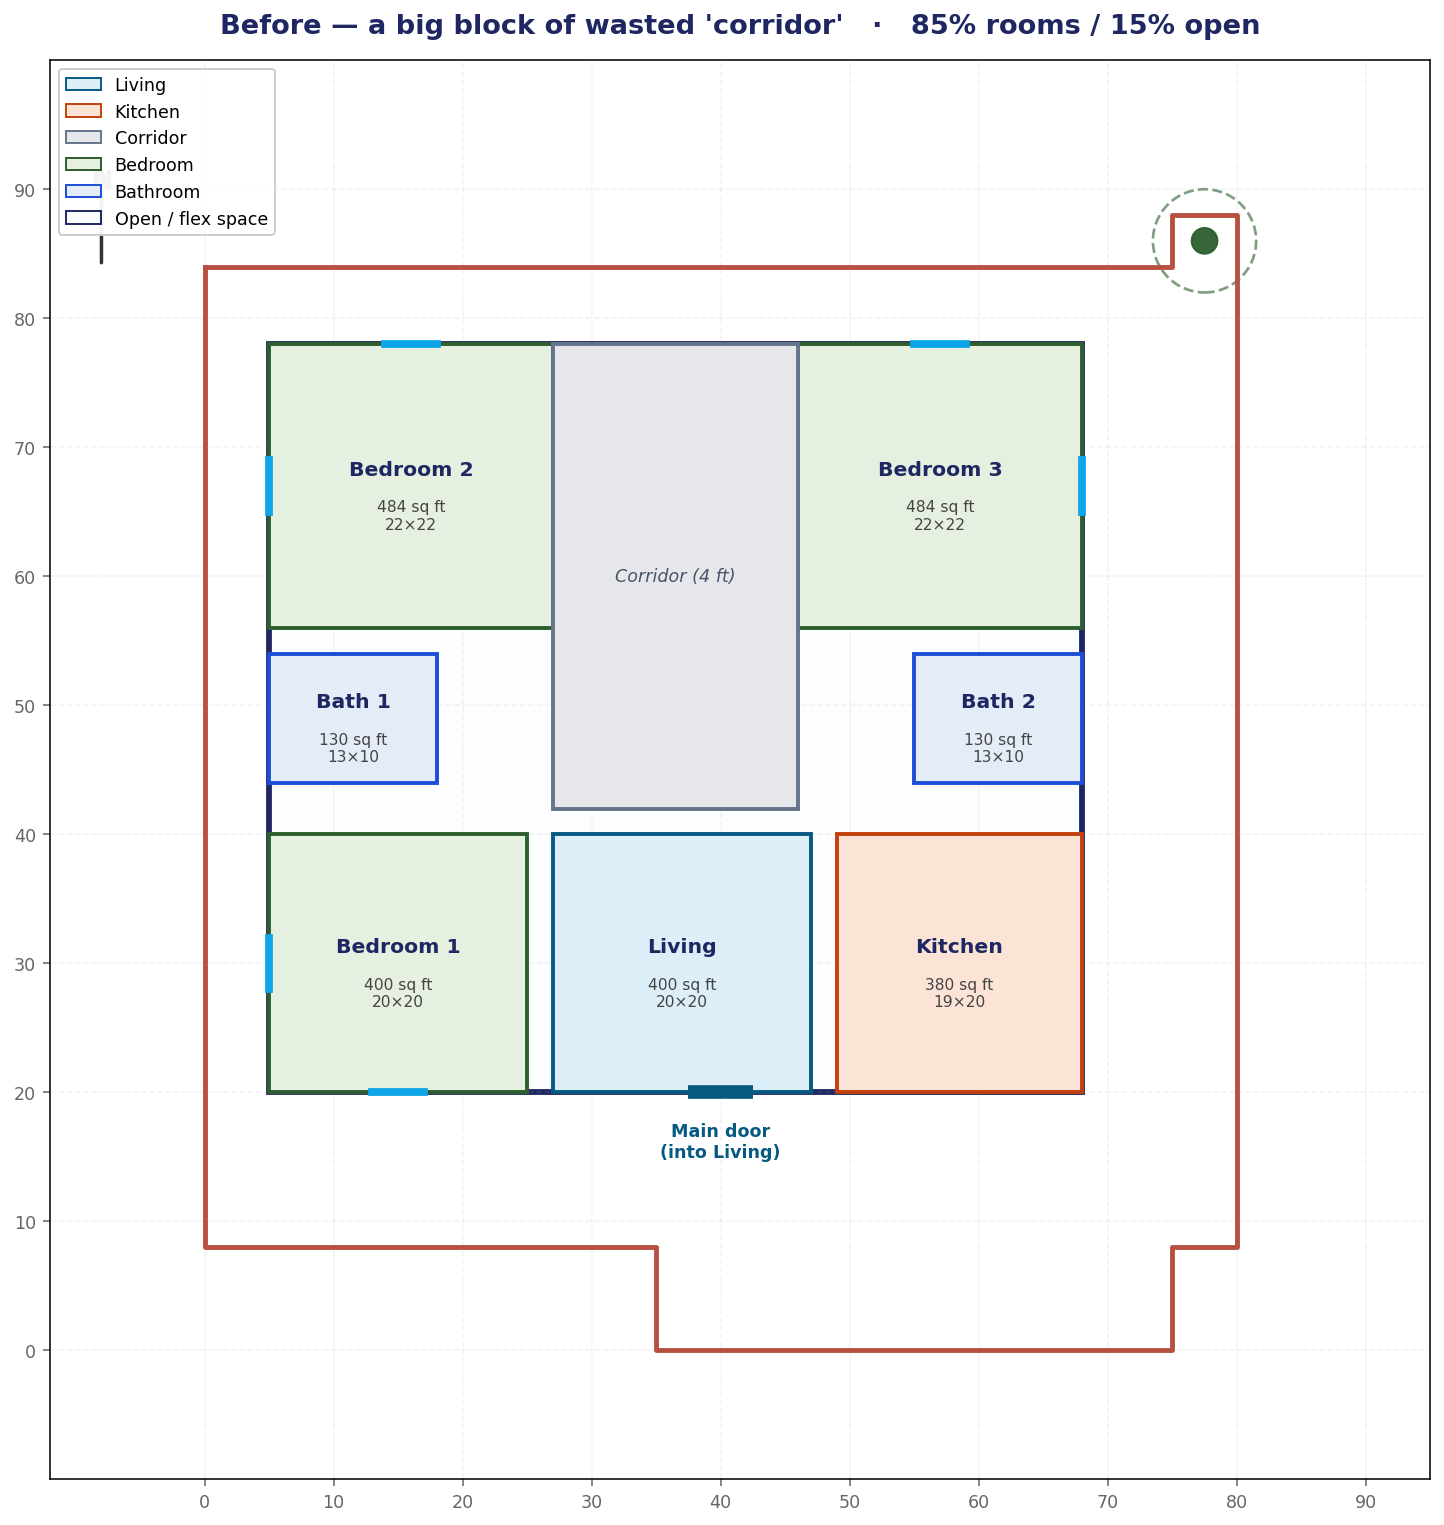 Before — a big block of wasted 'corridor'   ·   85% rooms / 15% open
Living
Kitchen
Corridor
Bedroom
Bathroom
Open / flex space
90
80
70
60
50
40
30
20
10
0
Bedroom 2
484 sq ft
22×22
Bedroom 3
484 sq ft
22×22
Corridor (4 ft)
Bath 1
130 sq ft
13×10
Bath 2
130 sq ft
13×10
Bedroom 1
400 sq ft
20×20
Living
400 sq ft
20×20
Kitchen
380 sq ft
19×20
Main door
(into Living)
0 10 20 30 40 50 60 70 80 90